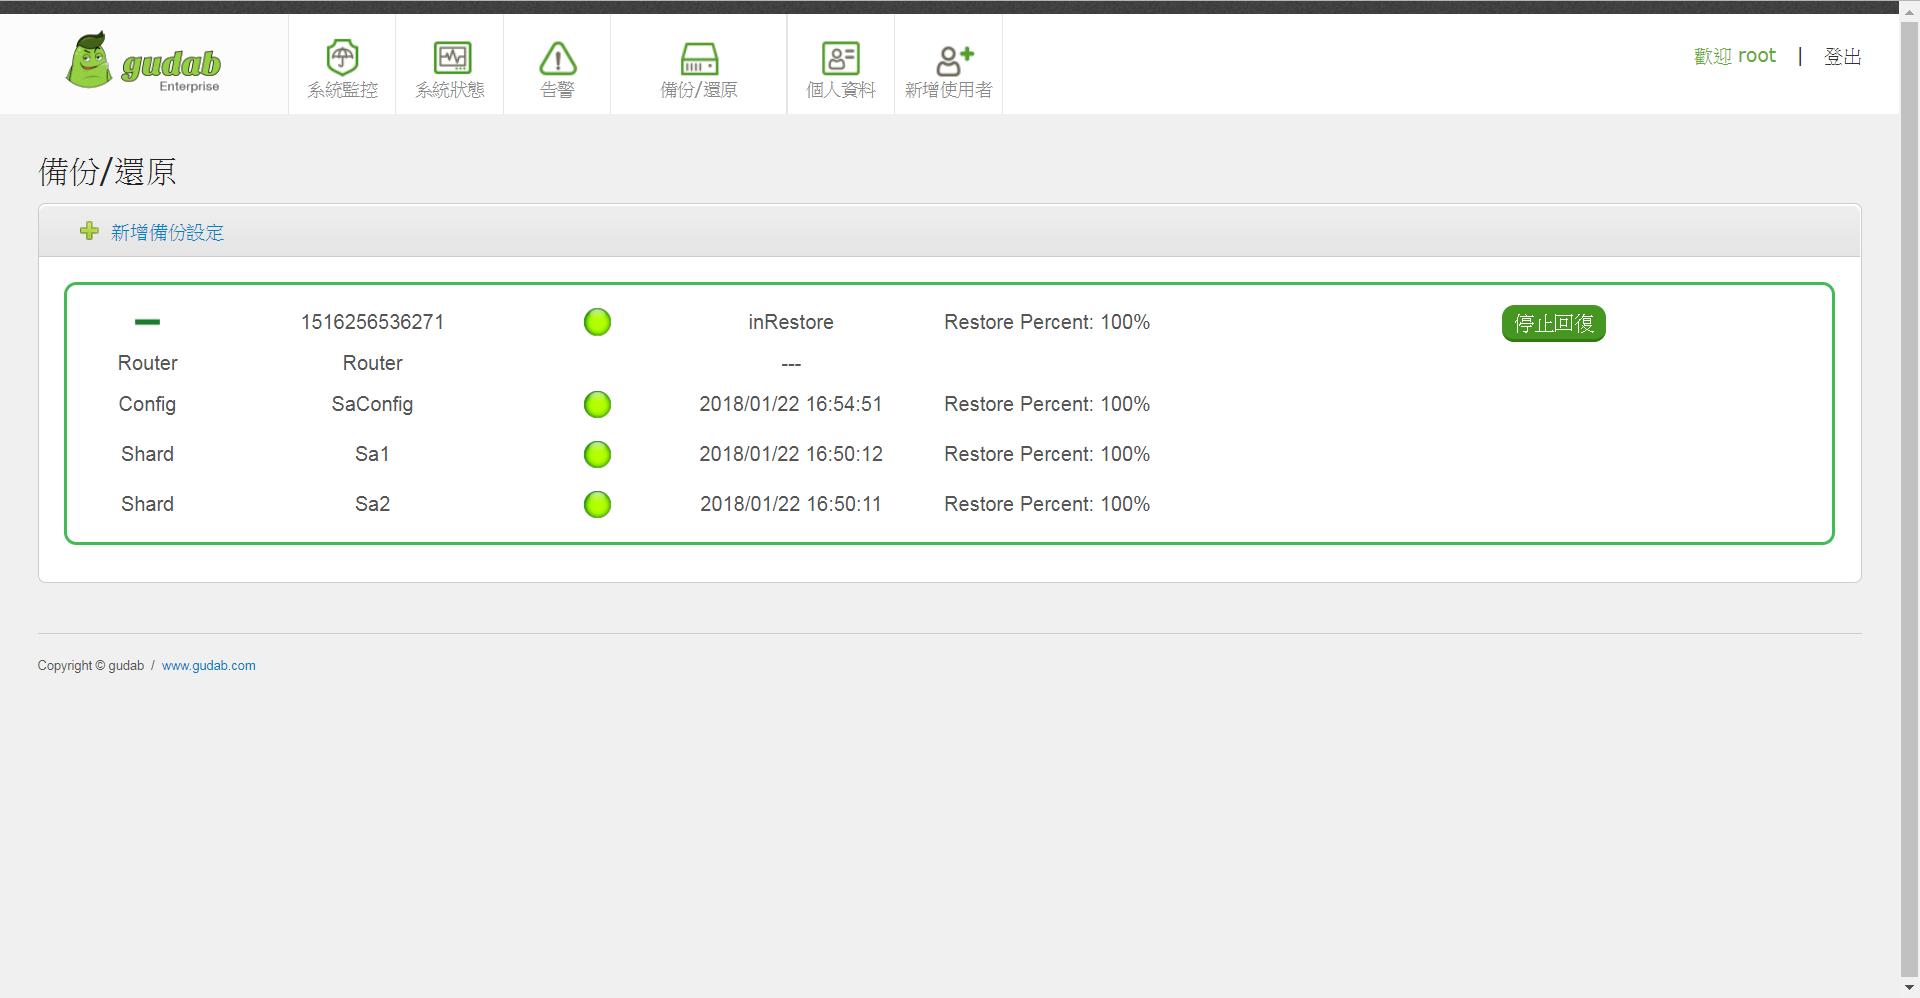 gudab
Enterprise
系統監控
系統狀態
告警
備份/還原
個人資料
新增使用者
歡迎 root | 登出
備份/還原
新增備份設定
1516256536271 inRestore Restore Percent: 100% 停止回復
Router Router ---
Config SaConfig 2018/01/22 16:54:51 Restore Percent: 100%
Shard Sa1 2018/01/22 16:50:12 Restore Percent: 100%
Shard Sa2 2018/01/22 16:50:11 Restore Percent: 100%
Copyright © gudab / www.gudab.com